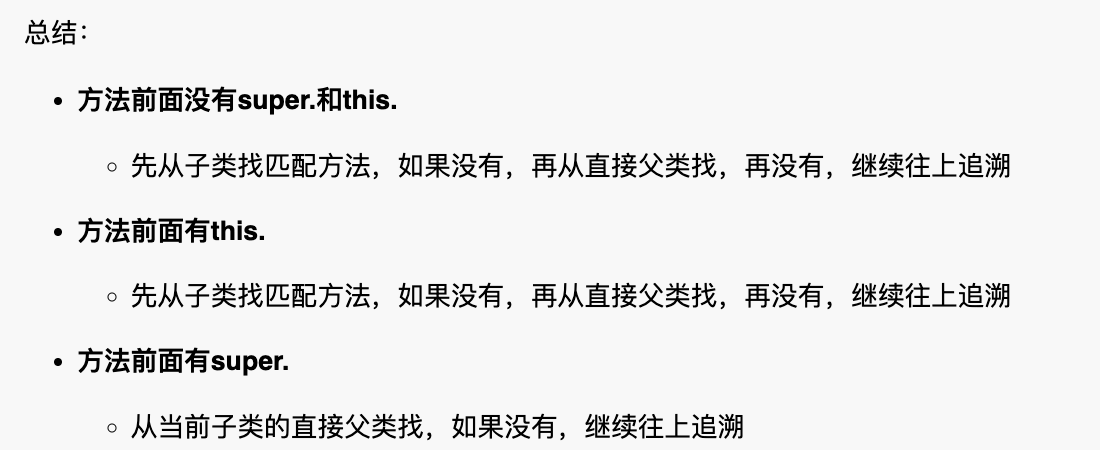 总结：
方法前面没有super.和this.
先从子类找匹配方法，如果没有，再从直接父类找，再没有，继续往上追溯
方法前面有this.
先从子类找匹配方法，如果没有，再从直接父类找，再没有，继续往上追溯
方法前面有super.
从当前子类的直接父类找，如果没有，继续往上追溯